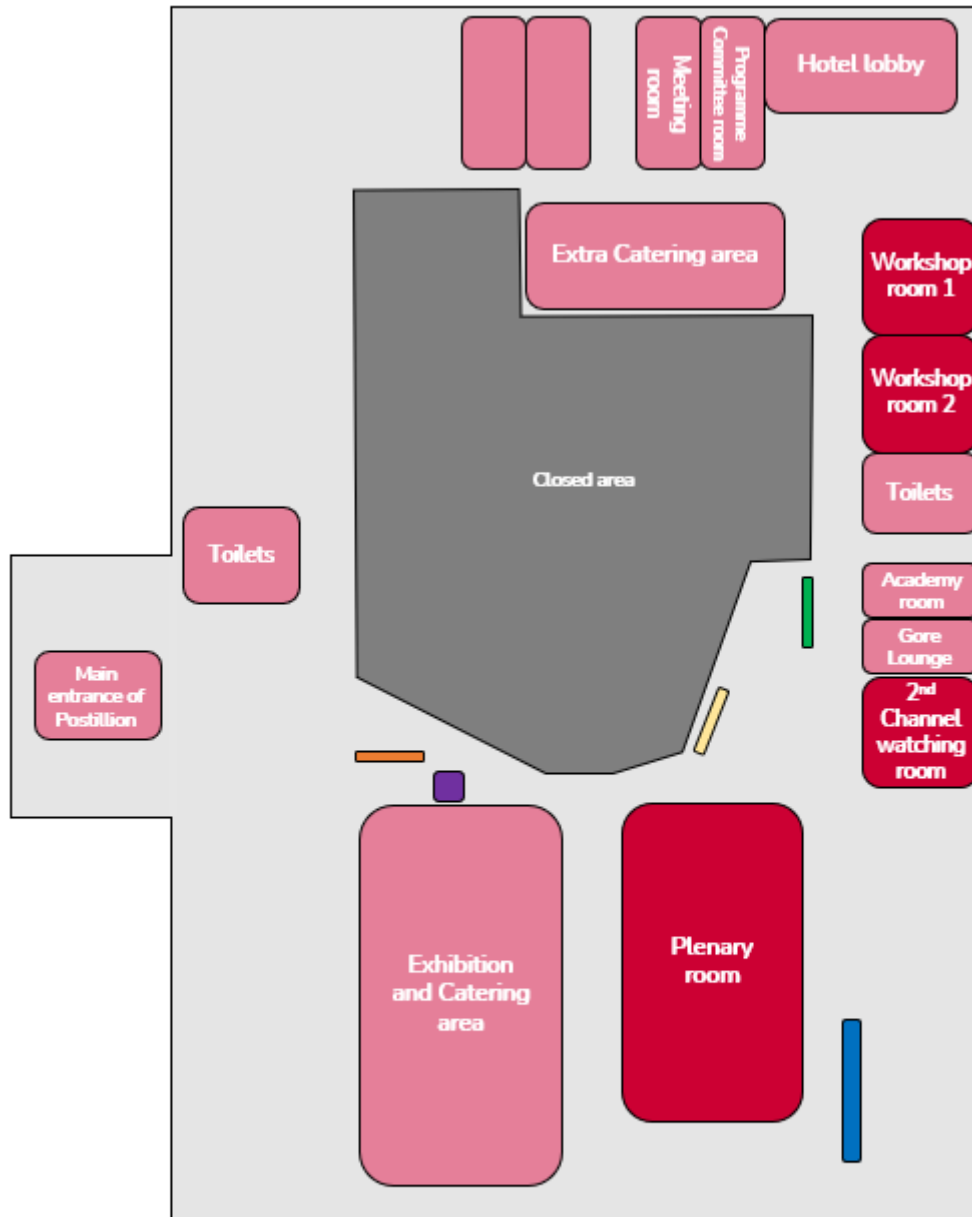 Programme
Committee room
Meeting
room
Hotel lobby
Extra Catering area
Workshop
room 1
Workshop
room 2
Closed area
Toilets
Toilets
Academy
room
Gore
Lounge
Main
entrance of
Postillion
2nd
Channel
watching
room
Exhibition
and Catering
area
Plenary
room